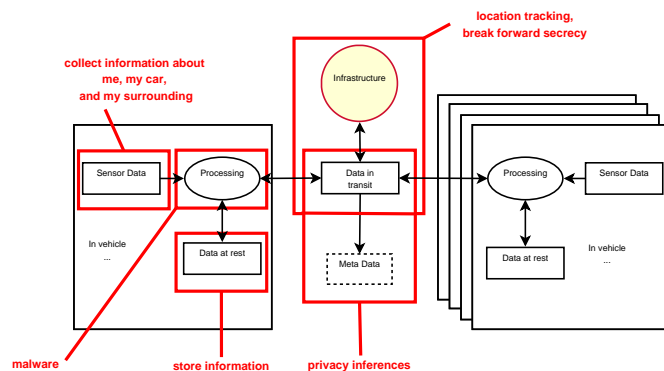 location tracking,
break forward secrecy
collect information about
me, my car,
and my surrounding
Infrastructure
Sensor Data
Processing
Data in
transit
Processing
Sensor Data
In vehicle
...
Data at rest
Meta Data
Data at rest
In vehicle
...
malware
store information
privacy inferences